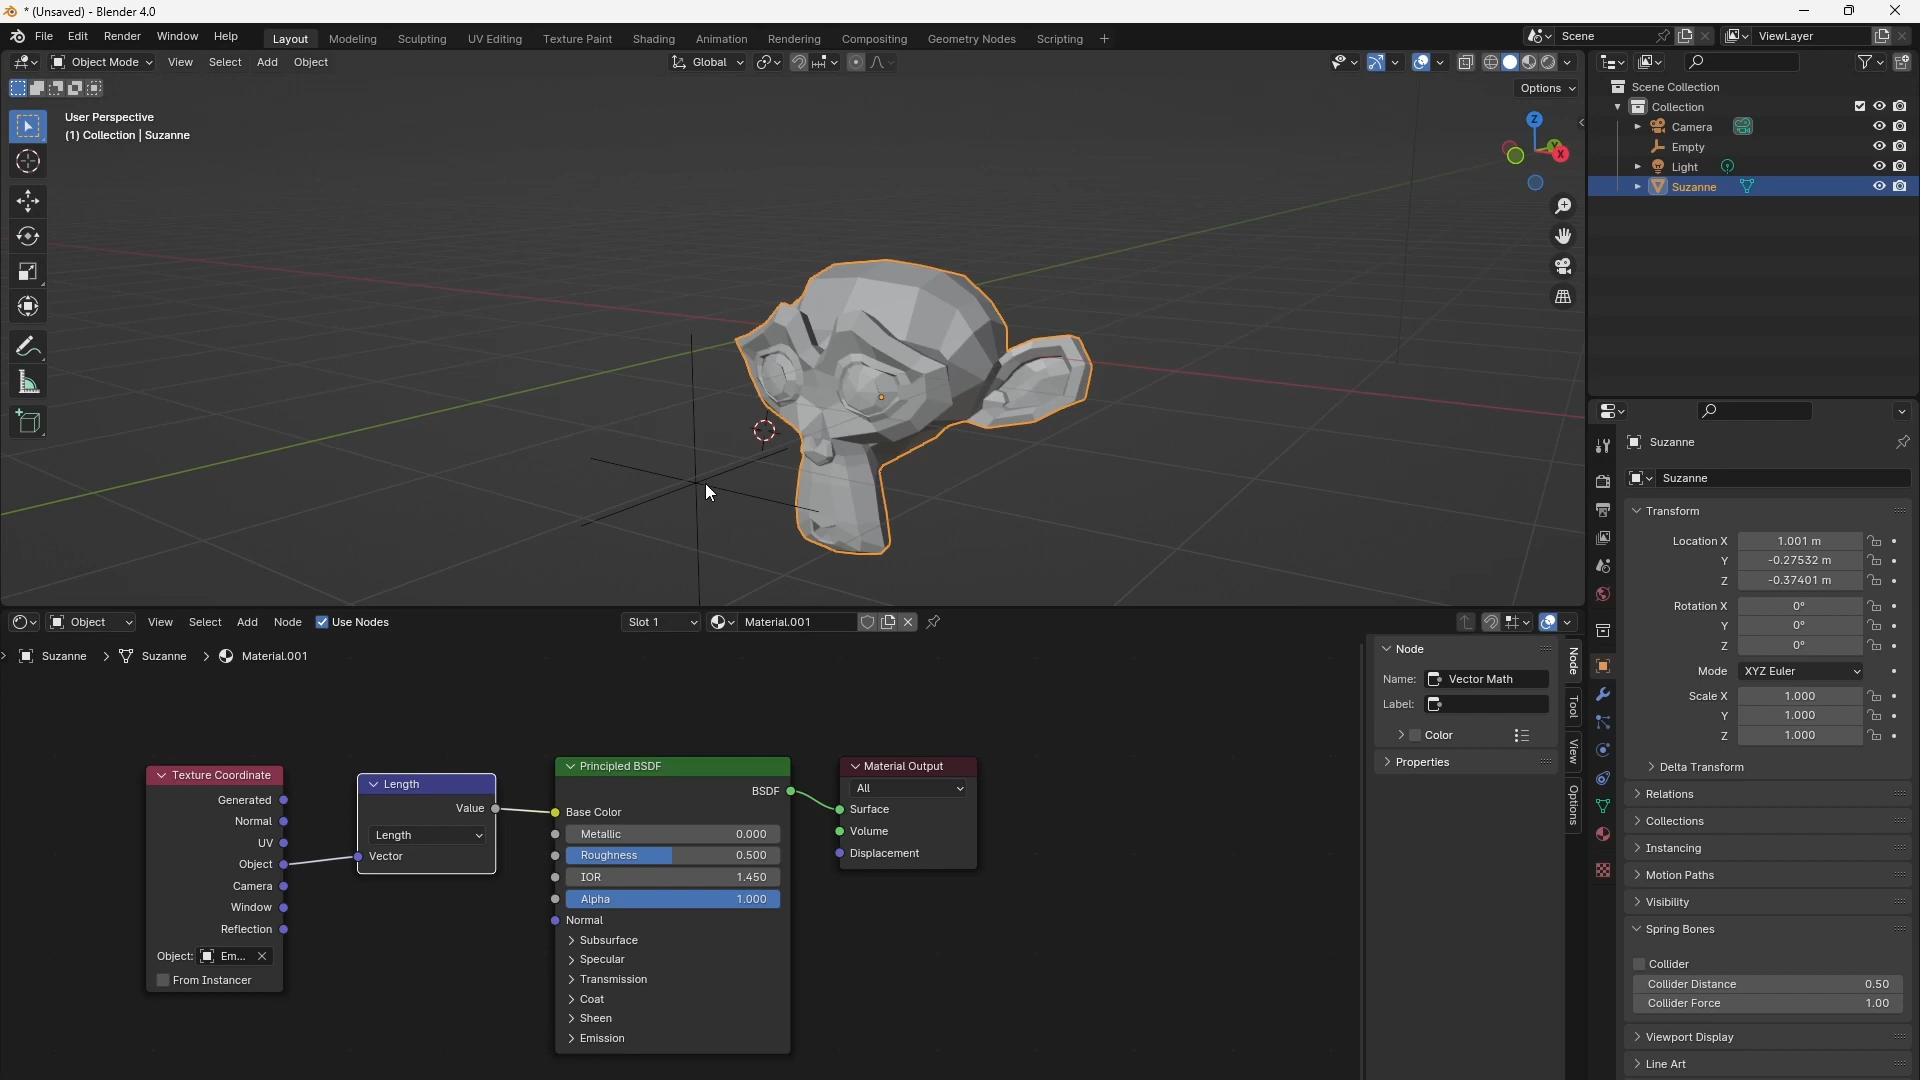 * (Unsaved) - Blender 4.0
File Edit Render Window Help
Layout Modeling Sculpting UV Editing Texture Paint Shading Animation Rendering Compositing Geometry Nodes Scripting +
Scene
ViewLayer
Object Mode View Select Add Object
Global
Options
User Perspective
(1) Collection | Suzanne
Z
Y
X
Scene Collection
Collection
Camera
Empty
Light
Suzanne
Suzanne
Suzanne
Transform
Location X 1.001 m
Y -0.27532 m
Z -0.37401 m
Rotation X 0°
Y 0°
Z 0°
Mode XYZ Euler
Scale X 1.000
Y 1.000
Z 1.000
Delta Transform
Relations
Collections
Instancing
Motion Paths
Visibility
Spring Bones
Collider
Collider Distance 0.50
Collider Force 1.00
Viewport Display
Line Art
Object View Select Add Node Use Nodes
Slot 1
Material.001
Suzanne > Suzanne > Material.001
Texture Coordinate
Generated
Normal
UV
Object
Camera
Window
Reflection
Object: Em...
From Instancer
Length
Value
Length
Vector
Principled BSDF
BSDF
Base Color
Metallic 0.000
Roughness 0.500
IOR 1.450
Alpha 1.000
Normal
Subsurface
Specular
Transmission
Coat
Sheen
Emission
Material Output
All
Surface
Volume
Displacement
Node
Name: Vector Math
Label:
Color
Properties
Node
Tool
View
Options